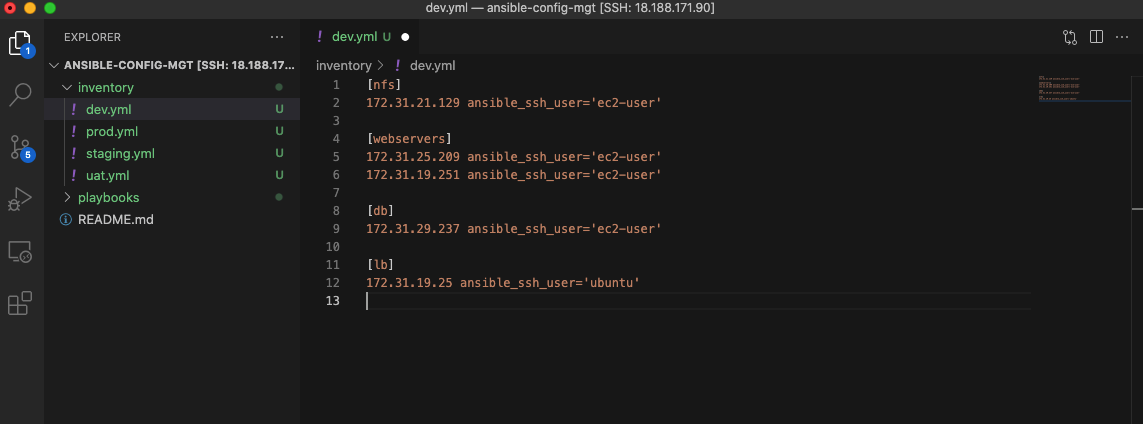 dev.yml — ansible-config-mgt [SSH: 18.188.171.90]
EXPLORER
ANSIBLE-CONFIG-MGT [SSH: 18.188.17...
inventory
! dev.yml U
! prod.yml U
! staging.yml U
! uat.yml U
playbooks
README.md
1
5
! dev.yml U
inventory > ! dev.yml
1 [nfs]
2 172.31.21.129 ansible_ssh_user='ec2-user'
3
4 [webservers]
5 172.31.25.209 ansible_ssh_user='ec2-user'
6 172.31.19.251 ansible_ssh_user='ec2-user'
7
8 [db]
9 172.31.29.237 ansible_ssh_user='ec2-user'
10
11 [lb]
12 172.31.19.25 ansible_ssh_user='ubuntu'
13